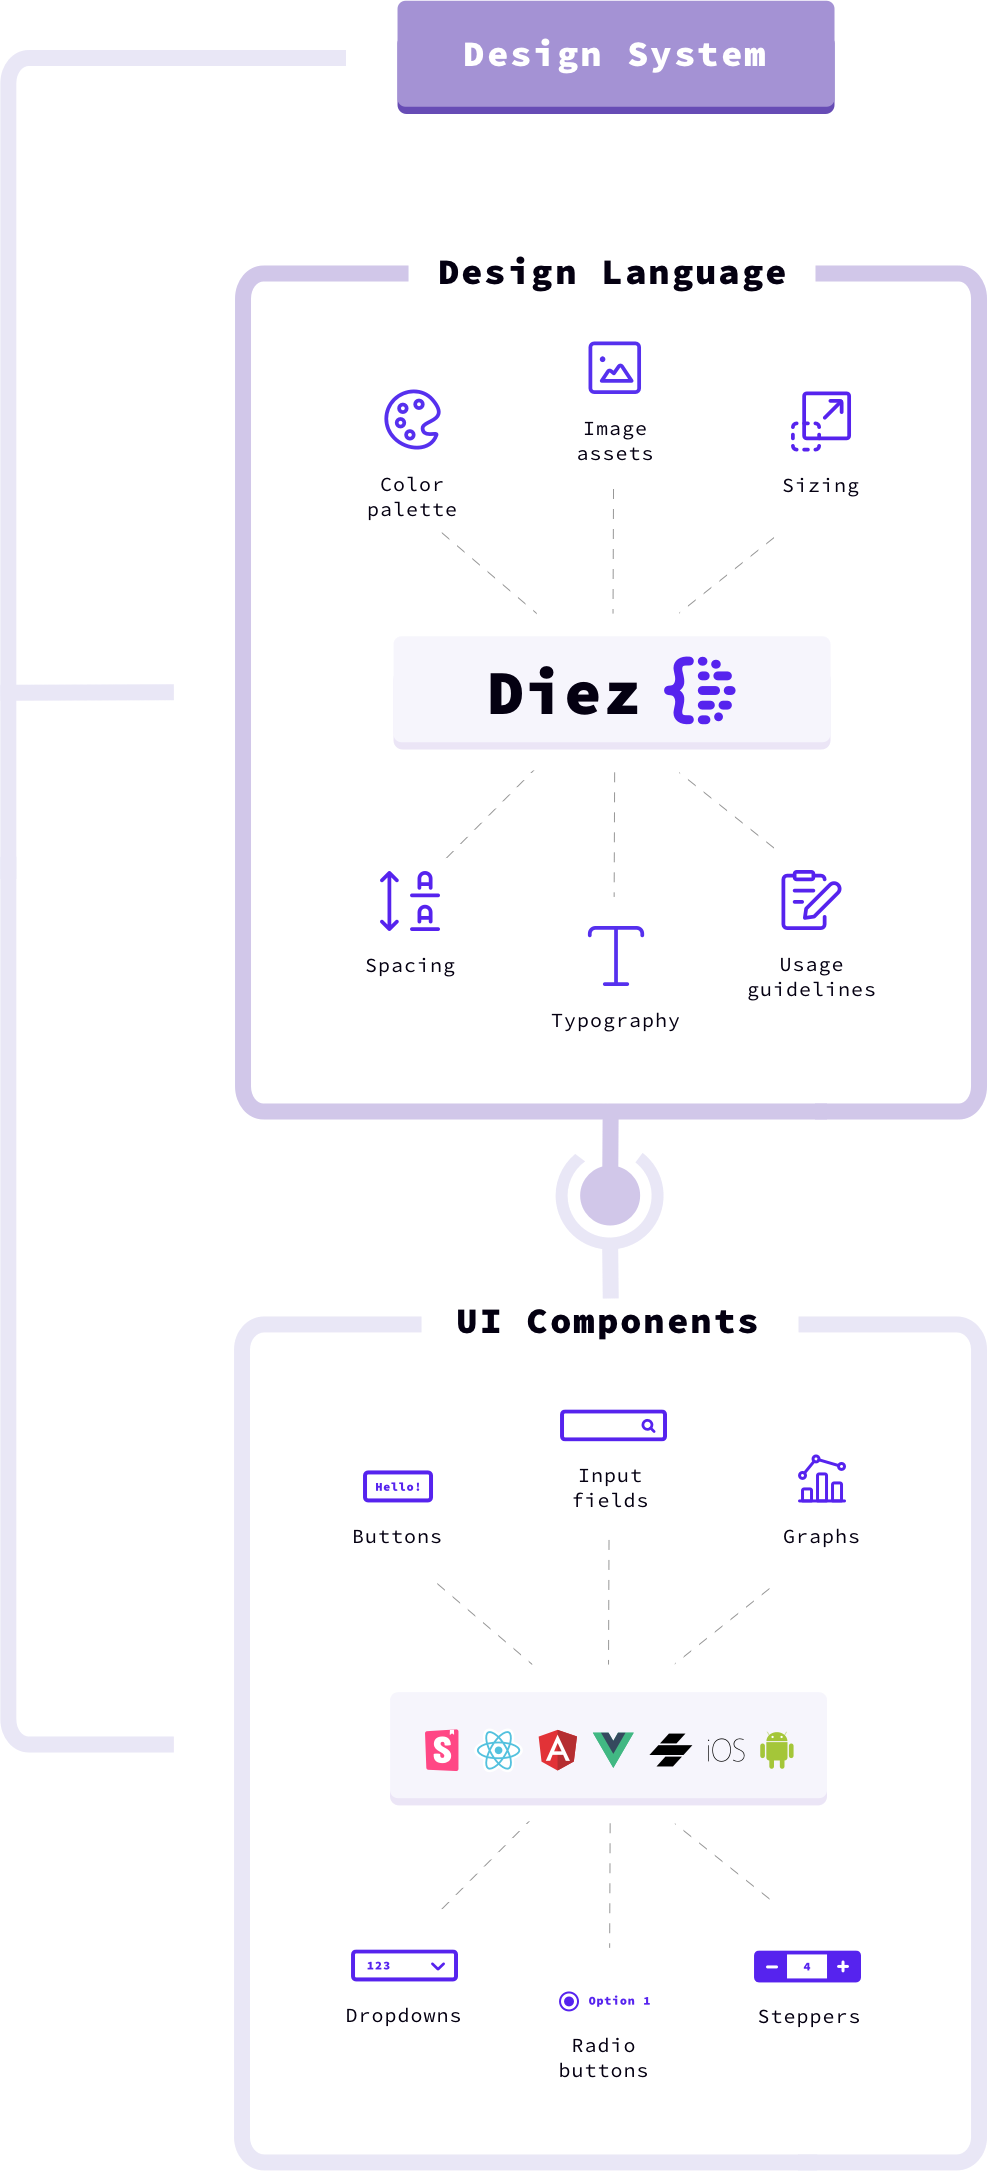 Design System
Design Language
Image
assets
Color
palette
Sizing
Diez
Spacing
A
A
Typography
Usage
guidelines
UI Components
Input
fields
Hello!
Buttons
Graphs
S
A
iOS
123
Dropdowns
Option 1
Radio
buttons
4
Steppers